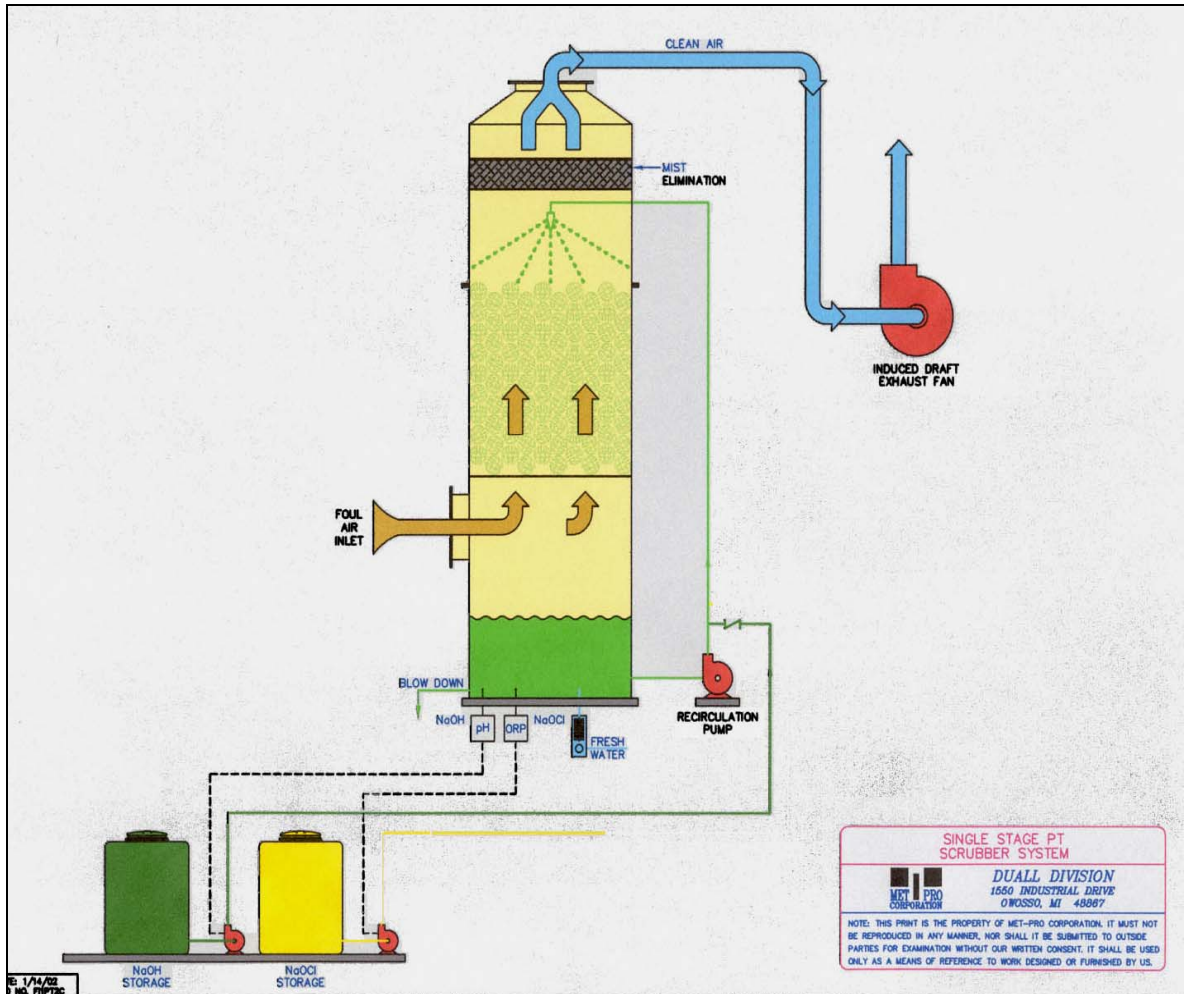 CLEAN AIR
MIST
ELIMINATION
INDUCED DRAFT
EXHAUST FAN
FOUL
AIR
INLET
BLOW DOWN
NaOH
pH
ORP
NaOCl
FRESH
WATER
RECIRCULATION
PUMP
NaOH
STORAGE
NaOCl
STORAGE
SINGLE STAGE PT
SCRUBBER SYSTEM
MET PRO
CORPORATION
DUALL DIVISION
1550 INDUSTRIAL DRIVE
OWOSSO, MI 48867
NOTE: THIS PRINT IS THE PROPERTY OF MET-PRO CORPORATION. IT MUST NOT
BE REPRODUCED IN ANY MANNER, NOR SHALL IT BE SUBMITTED TO OUTSIDE
PARTIES FOR EXAMINATION WITHOUT OUR WRITTEN CONSENT. IT SHALL BE USED
ONLY AS A MEANS OF REFERENCE TO WORK DESIGNED OR FURNISHED BY US.
1/14/02